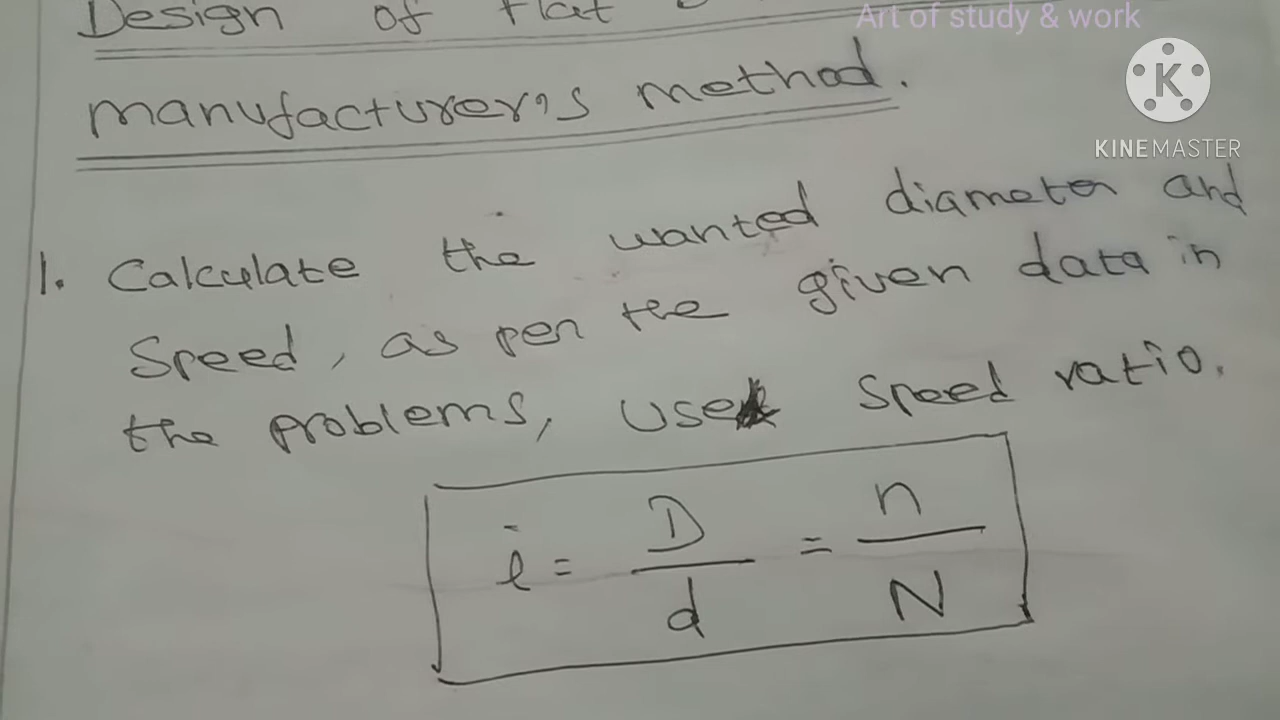 Design of flat
Art of study & work
manufacturer's method.
K
KINEMASTER
1. Calculate the wanted diameter and
Speed, as per the given data in
the problems, use speed ratio.
i = D/d = n/N